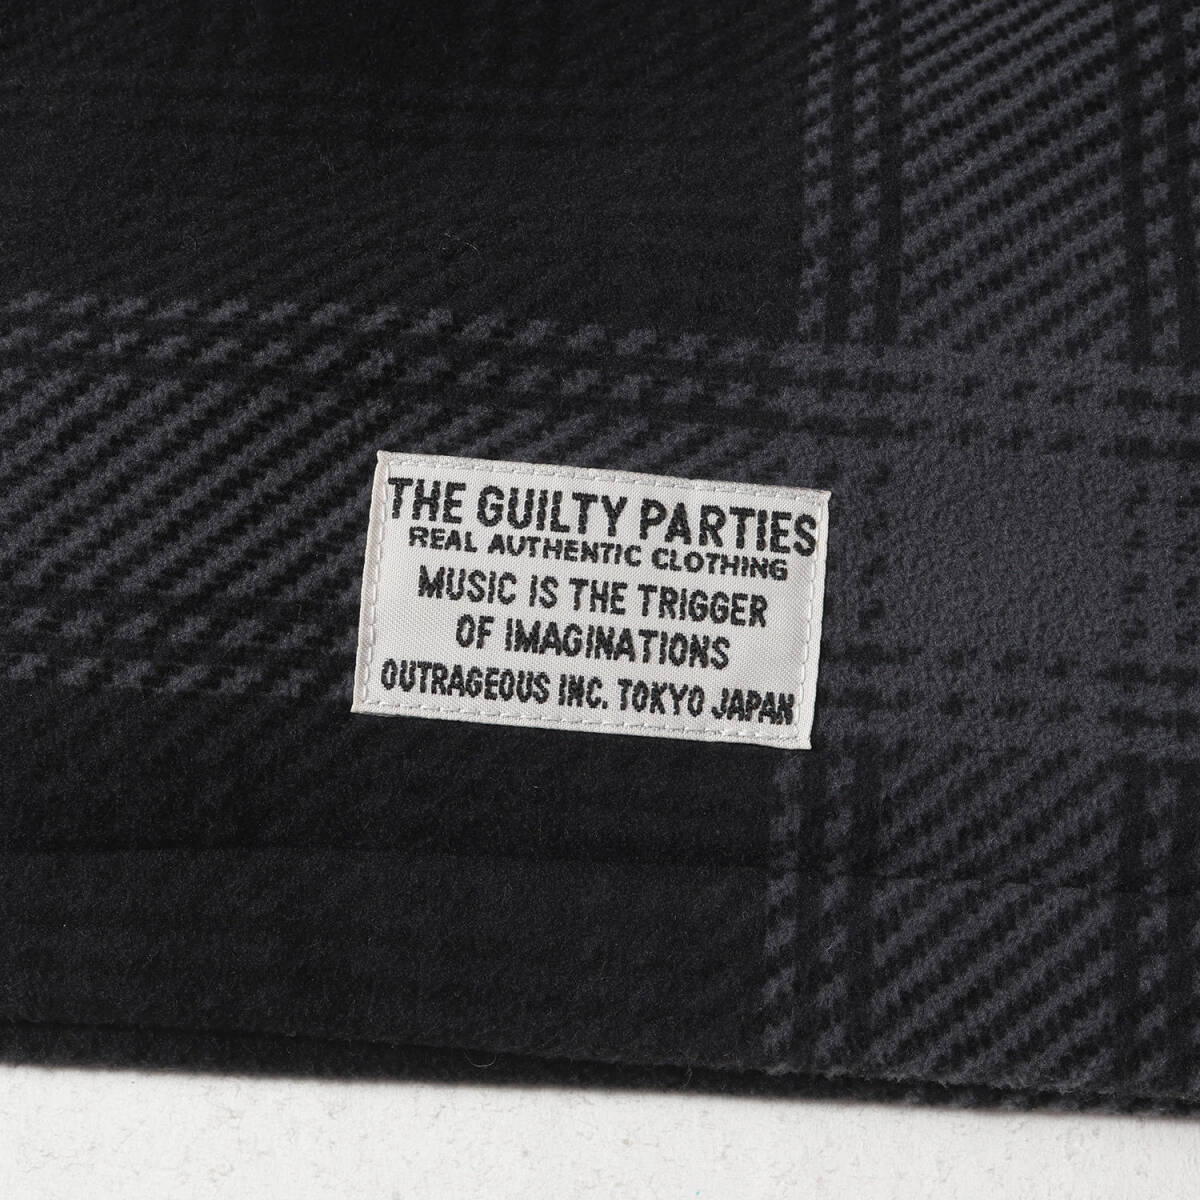 THE GUILTY PARTIES
REAL AUTHENTIC CLOTHING
MUSIC IS THE TRIGGER
OF IMAGINATIONS
OUTRAGEOUS INC. TOKYO JAPAN